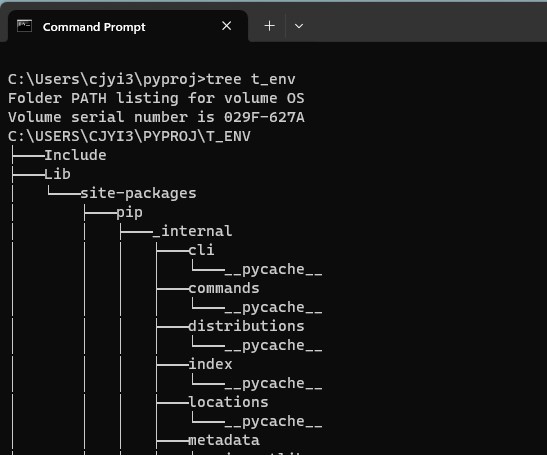 Command Prompt
C:\Users\cjyi3\pyproj>tree t_env
Folder PATH listing for volume OS
Volume serial number is 029F-627A
C:\USERS\CJYI3\PYPROJ\T_ENV
├───Include
├───Lib
│   └───site-packages
│       ├───pip
│       │   ├───_internal
│       │   │   ├───cli
│       │   │   │   └───__pycache__
│       │   │   ├───commands
│       │   │   │   └───__pycache__
│       │   │   ├───distributions
│       │   │   │   └───__pycache__
│       │   │   ├───index
│       │   │   │   └───__pycache__
│       │   │   ├───locations
│       │   │   │   └───__pycache__
│       │   │   ├───metadata